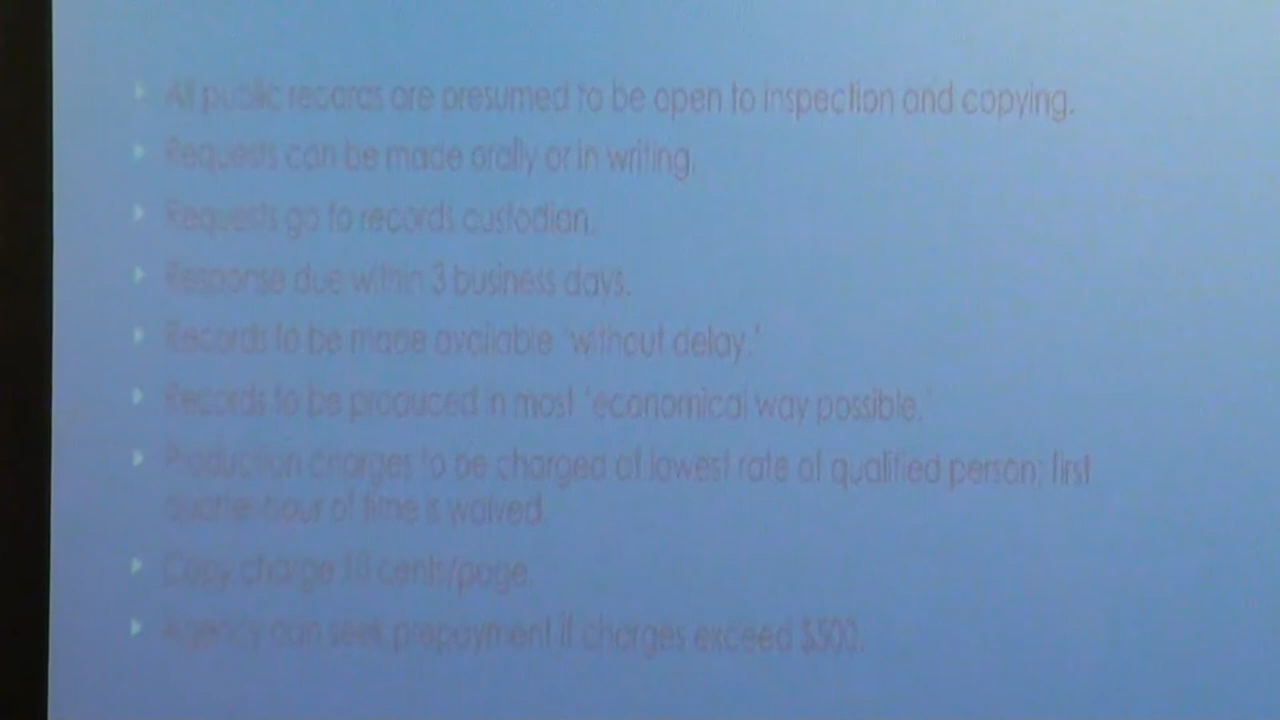 All public records are presumed to be open to inspection and copying.
Requests can be made orally or in writing.
Requests go to records custodian.
Response due within 3 business days.
Records to be made available 'without delay.'
Records to be produced in most 'economical way possible.'
Production charges to be charged at lowest rate of qualified person; first
quarter-hour of time is waived.
Copy charge 10 cents/page.
Agency can seek prepayment if charges exceed $500.